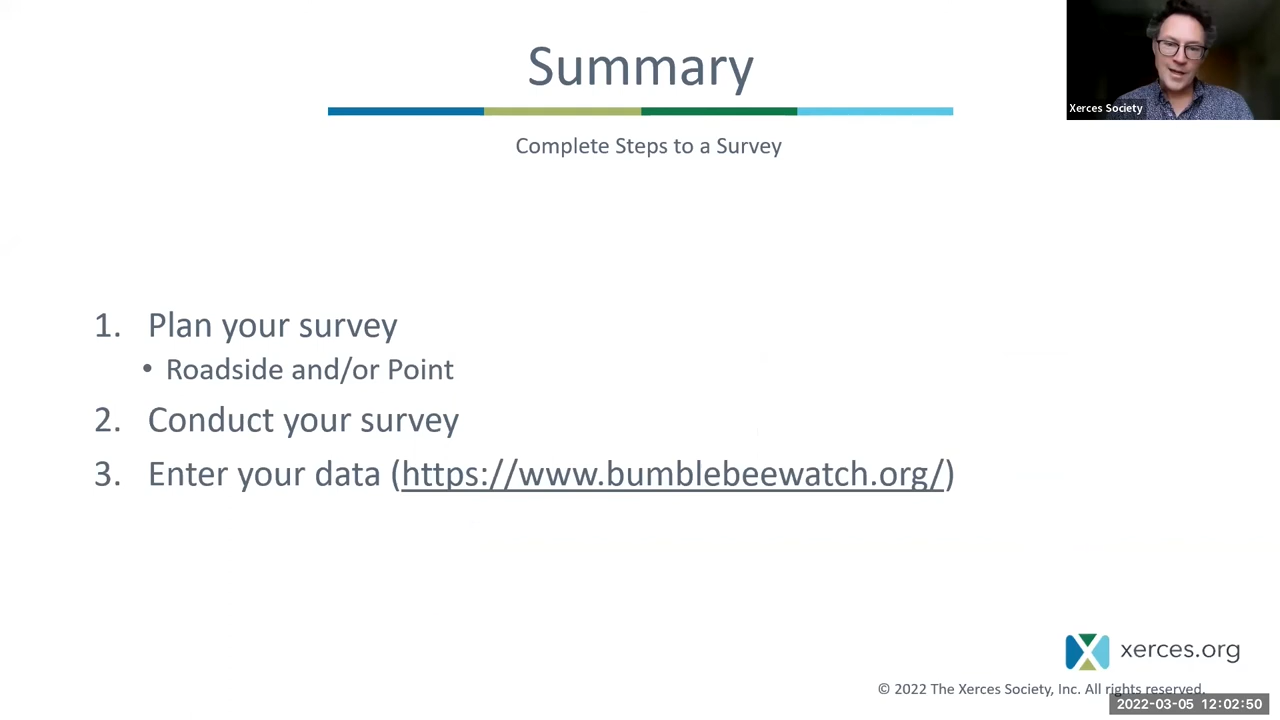 Summary
Xerces Society
Complete Steps to a Survey
1. Plan your survey
• Roadside and/or Point
2. Conduct your survey
3. Enter your data (https://www.bumblebeewatch.org/)
xerces.org
© 2022 The Xerces Society, Inc. All rights reserved.
2022-03-05 12:02:50